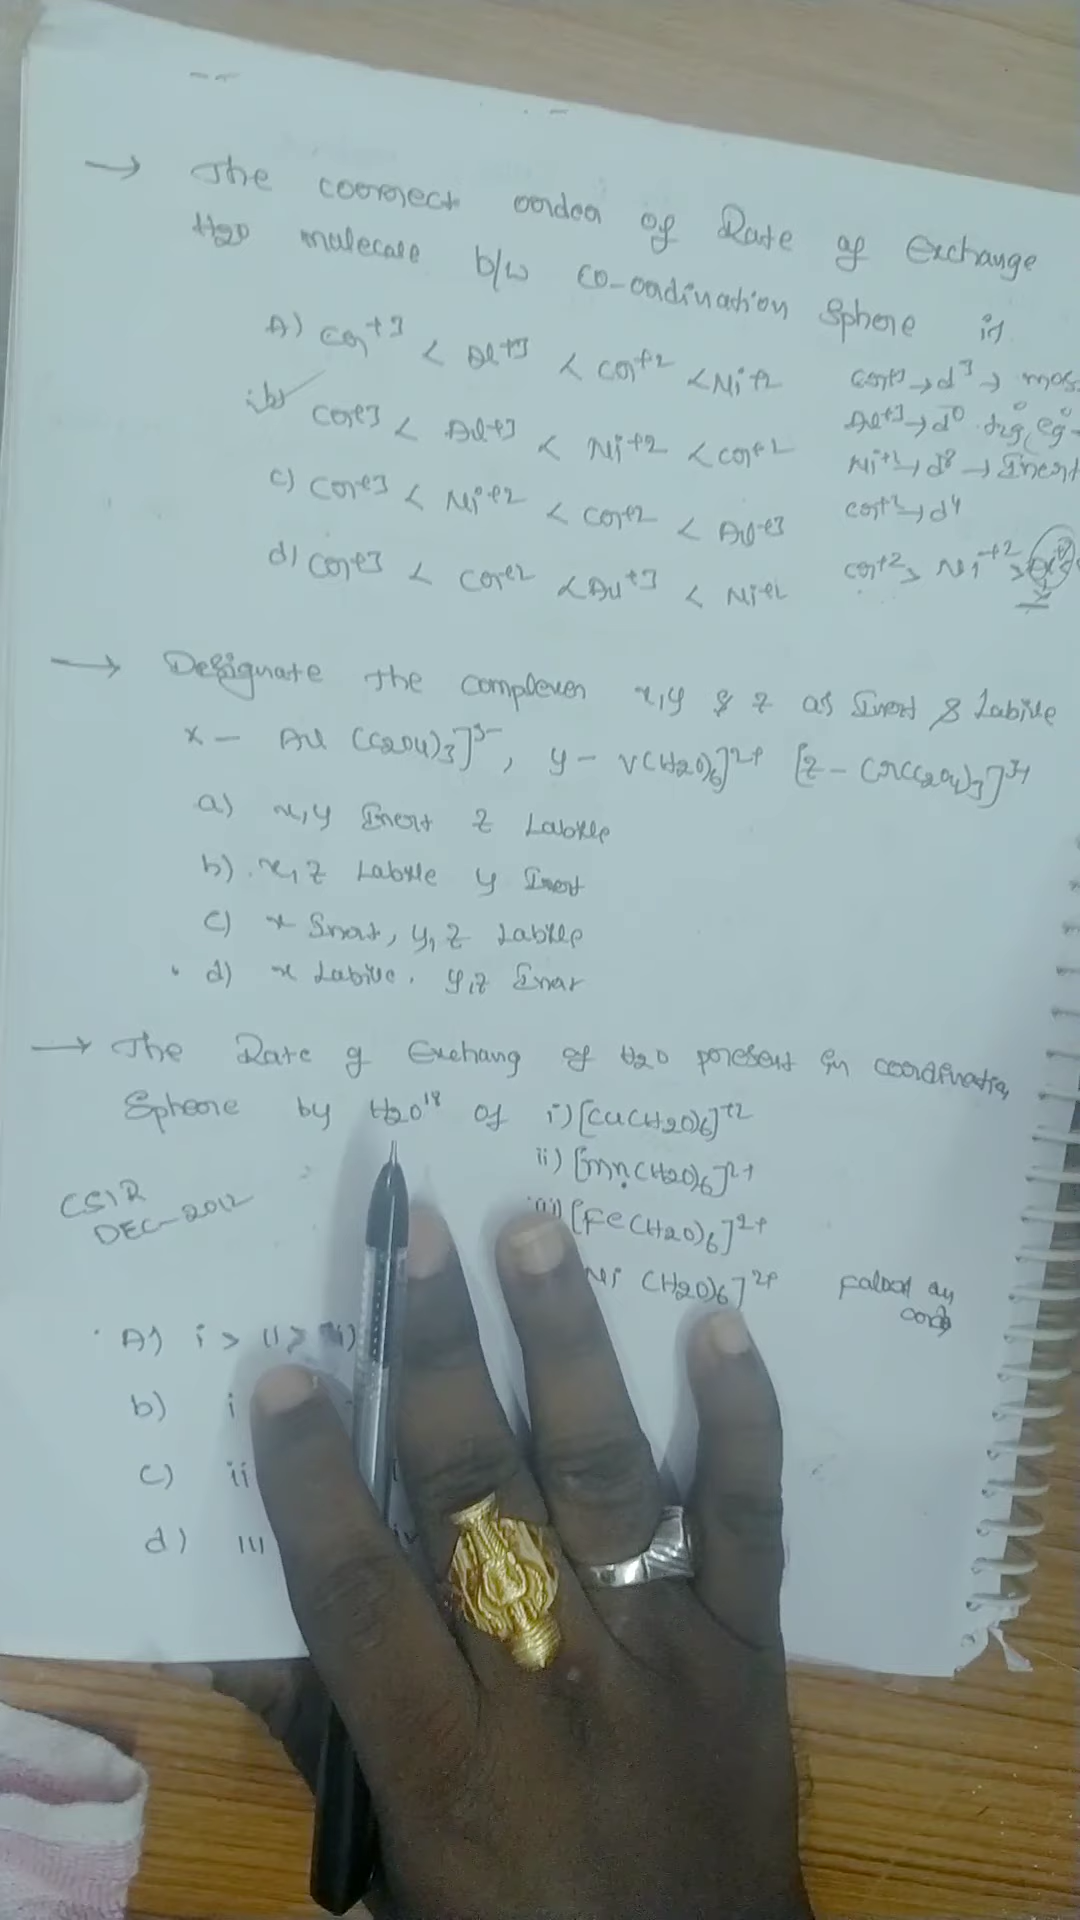 → The correct order of Rate of Exchange
H2O molecule b/w co-ordination Sphere is
A) Cr+3 < Al+3 < Cr+2 < Ni+2
b) Cr+3 < Al+3 < Ni+2 < Cr+2
c) Cr+3 < Ni+2 < Cr+2 < Al+3
d) Cr+3 < Cr+2 < Al+3 < Ni+2
Cr+3 → d3 →
Al+3 → d0 t2g0 eg0
Ni+2 → d8 → Inert
Cr+2 → d4
Cr+2 > Ni+2 >
→ Designate the complexes x, y & z as Inert & Labile
x - Al (C2O4)3]3-, y - V(H2O)6]2+ [z - Cr(C2O4)3]3+
a) x, y Inert z Labile
b) x, z Labile y Inert
c) x Inert, y, z Labile
d) x Labile, y, z Iner
→ The Rate of Exchang of H2O present in coordination
Sphere by H2O18 of i) [Cu(H2O)6]+2
ii) [Mn(H2O)6]2+
[Fe(H2O)6]2+
Ni (H2O)6]2+
CSIR
DEC-2012
A) i > ii >
b) i
c) ii
d) iii